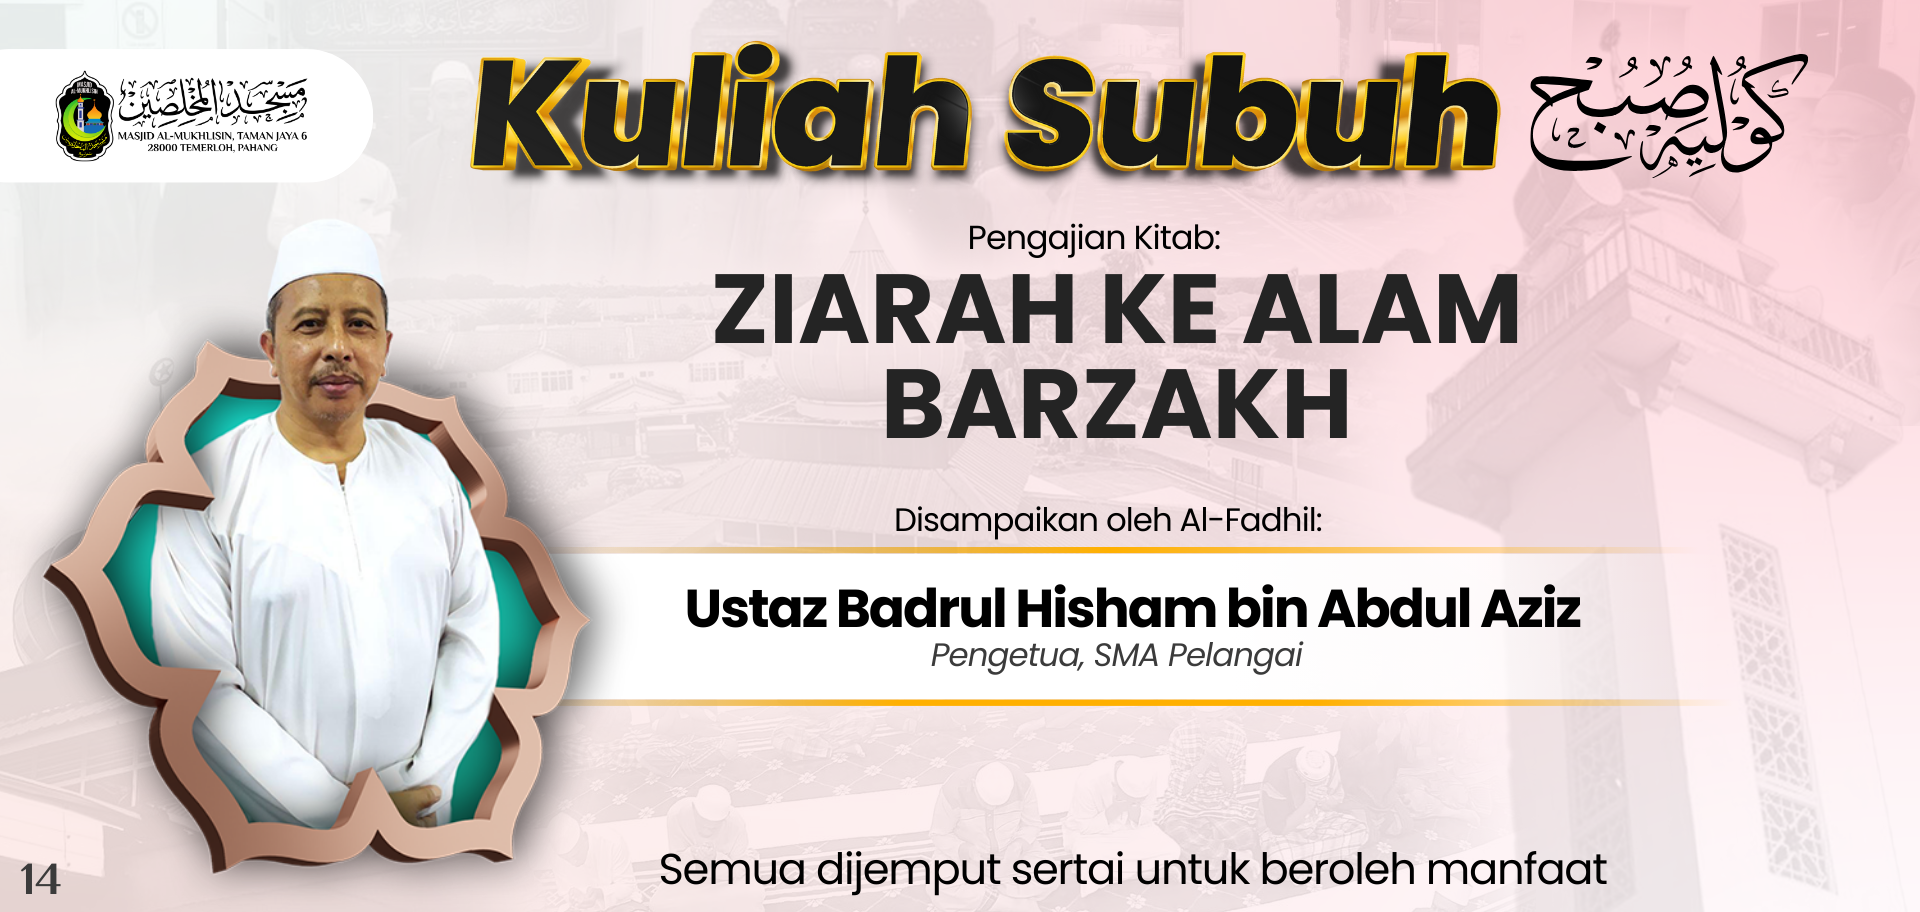 مسجد المخلصين
MASJID AL-MUKHLISIN, TAMAN JAYA 6
28000 TEMERLOH, PAHANG
Kuliah Subuh
كوليه صبح
Pengajian Kitab:
ZIARAH KE ALAM
BARZAKH
Disampaikan oleh Al-Fadhil:
Ustaz Badrul Hisham bin Abdul Aziz
Pengetua, SMA Pelangai
Semua dijemput sertai untuk beroleh manfaat
14